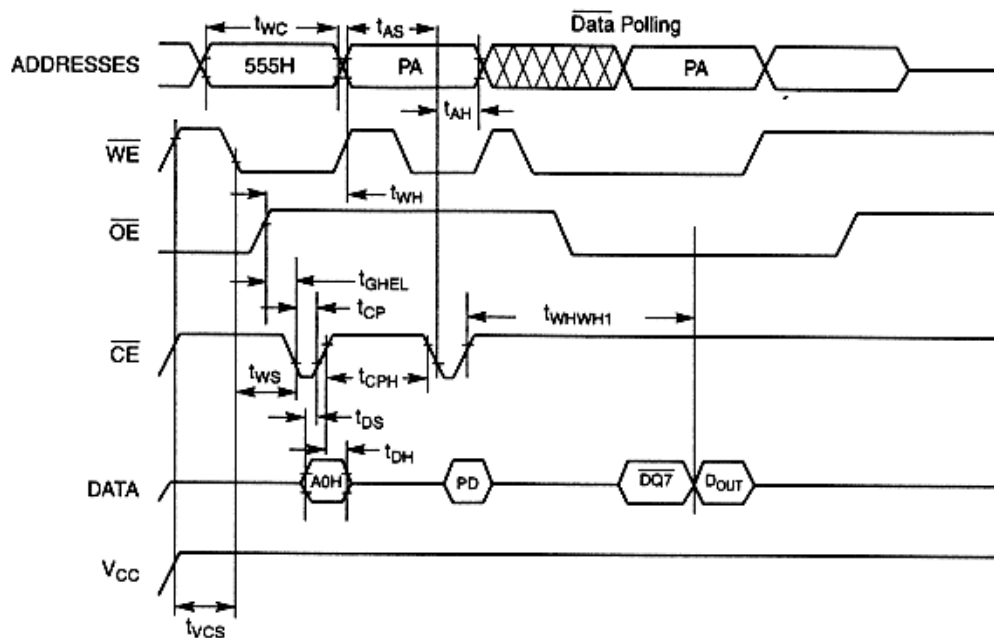 Data Polling
tWC
tAS
ADDRESSES
555H
PA
PA
tAH
WE
tWH
OE
tGHEL
tCP
tWHWH1
CE
tWS
tCPH
tDS
tDH
DATA
A0H
PD
DQ7
DOUT
VCC
tVCS